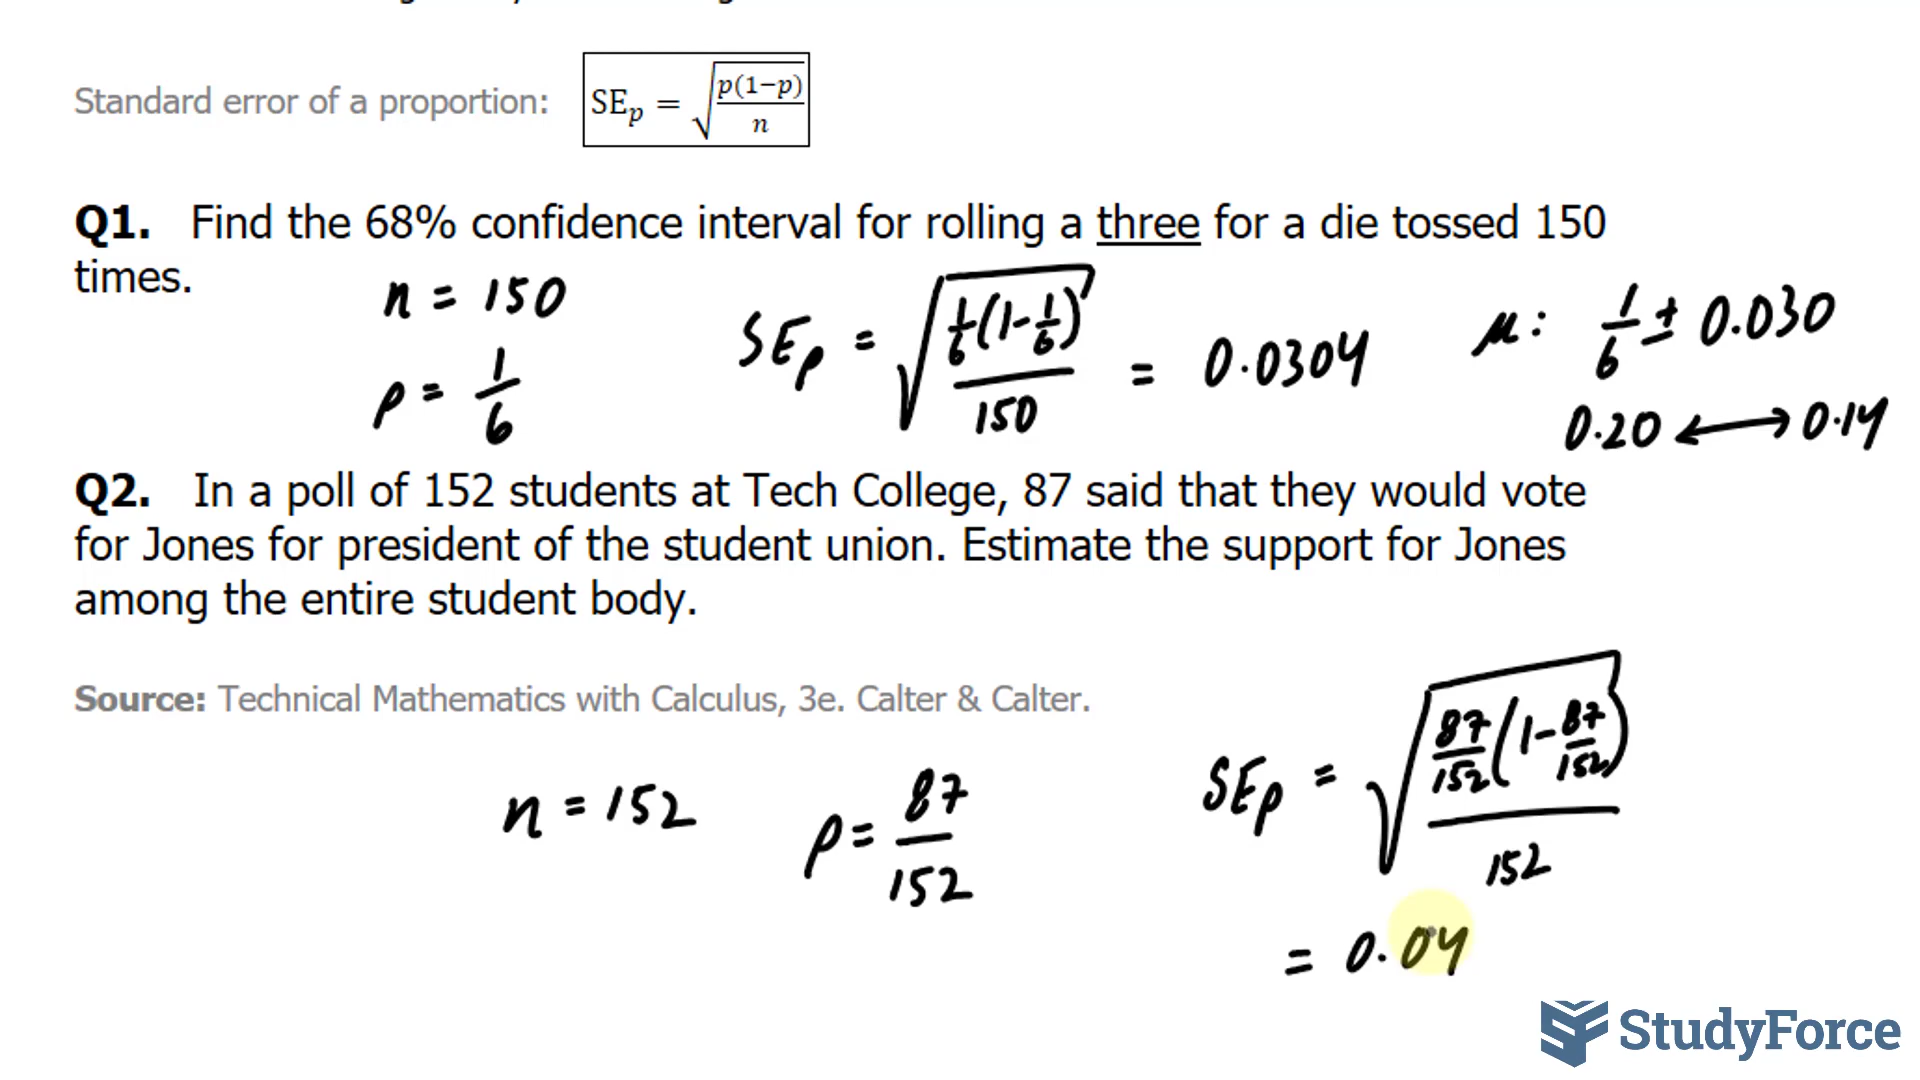 Standard error of a proportion: SEₚ = √(p(1−p)/n)
Q1. Find the 68% confidence interval for rolling a three for a die tossed 150
times.
n = 150
p = 1/6
SEₚ = √(1/6(1-1/6)/150) = 0.0304
μ: 1/6 ± 0.030
0.20 ⟷ 0.14
Q2. In a poll of 152 students at Tech College, 87 said that they would vote
for Jones for president of the student union. Estimate the support for Jones
among the entire student body.
Source: Technical Mathematics with Calculus, 3e. Calter & Calter.
n = 152
p = 87/152
SEₚ = √(87/152(1-87/152)/152)
= 0.04
StudyForce